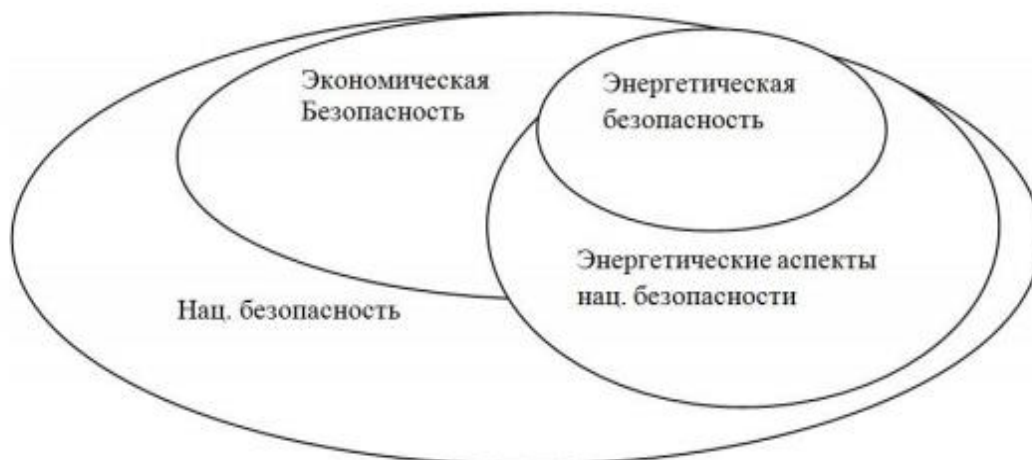 Экономическая
Безопасность
Энергетическая
безопасность
Энергетические аспекты
нац. безопасности
Нац. безопасность